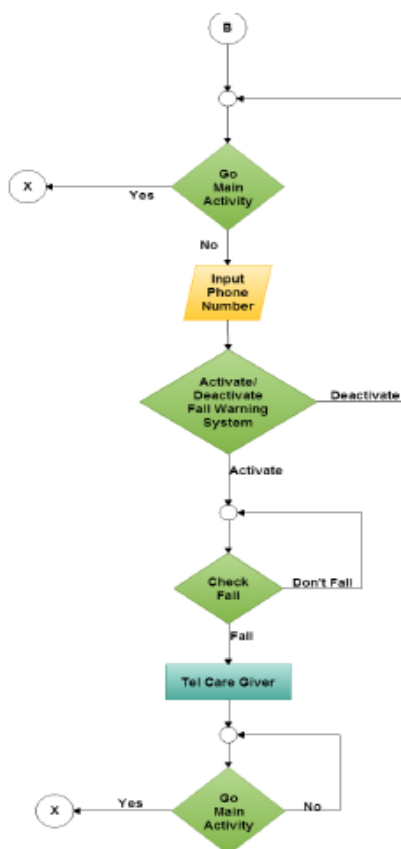 B
Go
Main
Activity
X
Yes
No
Input
Phone
Number
Activate/
Deactivate
Fall Warning
System
Deactivate
Activate
Check
Fall
Don't Fall
Fall
Tel Care Giver
Go
Main
Activity
X
Yes
No